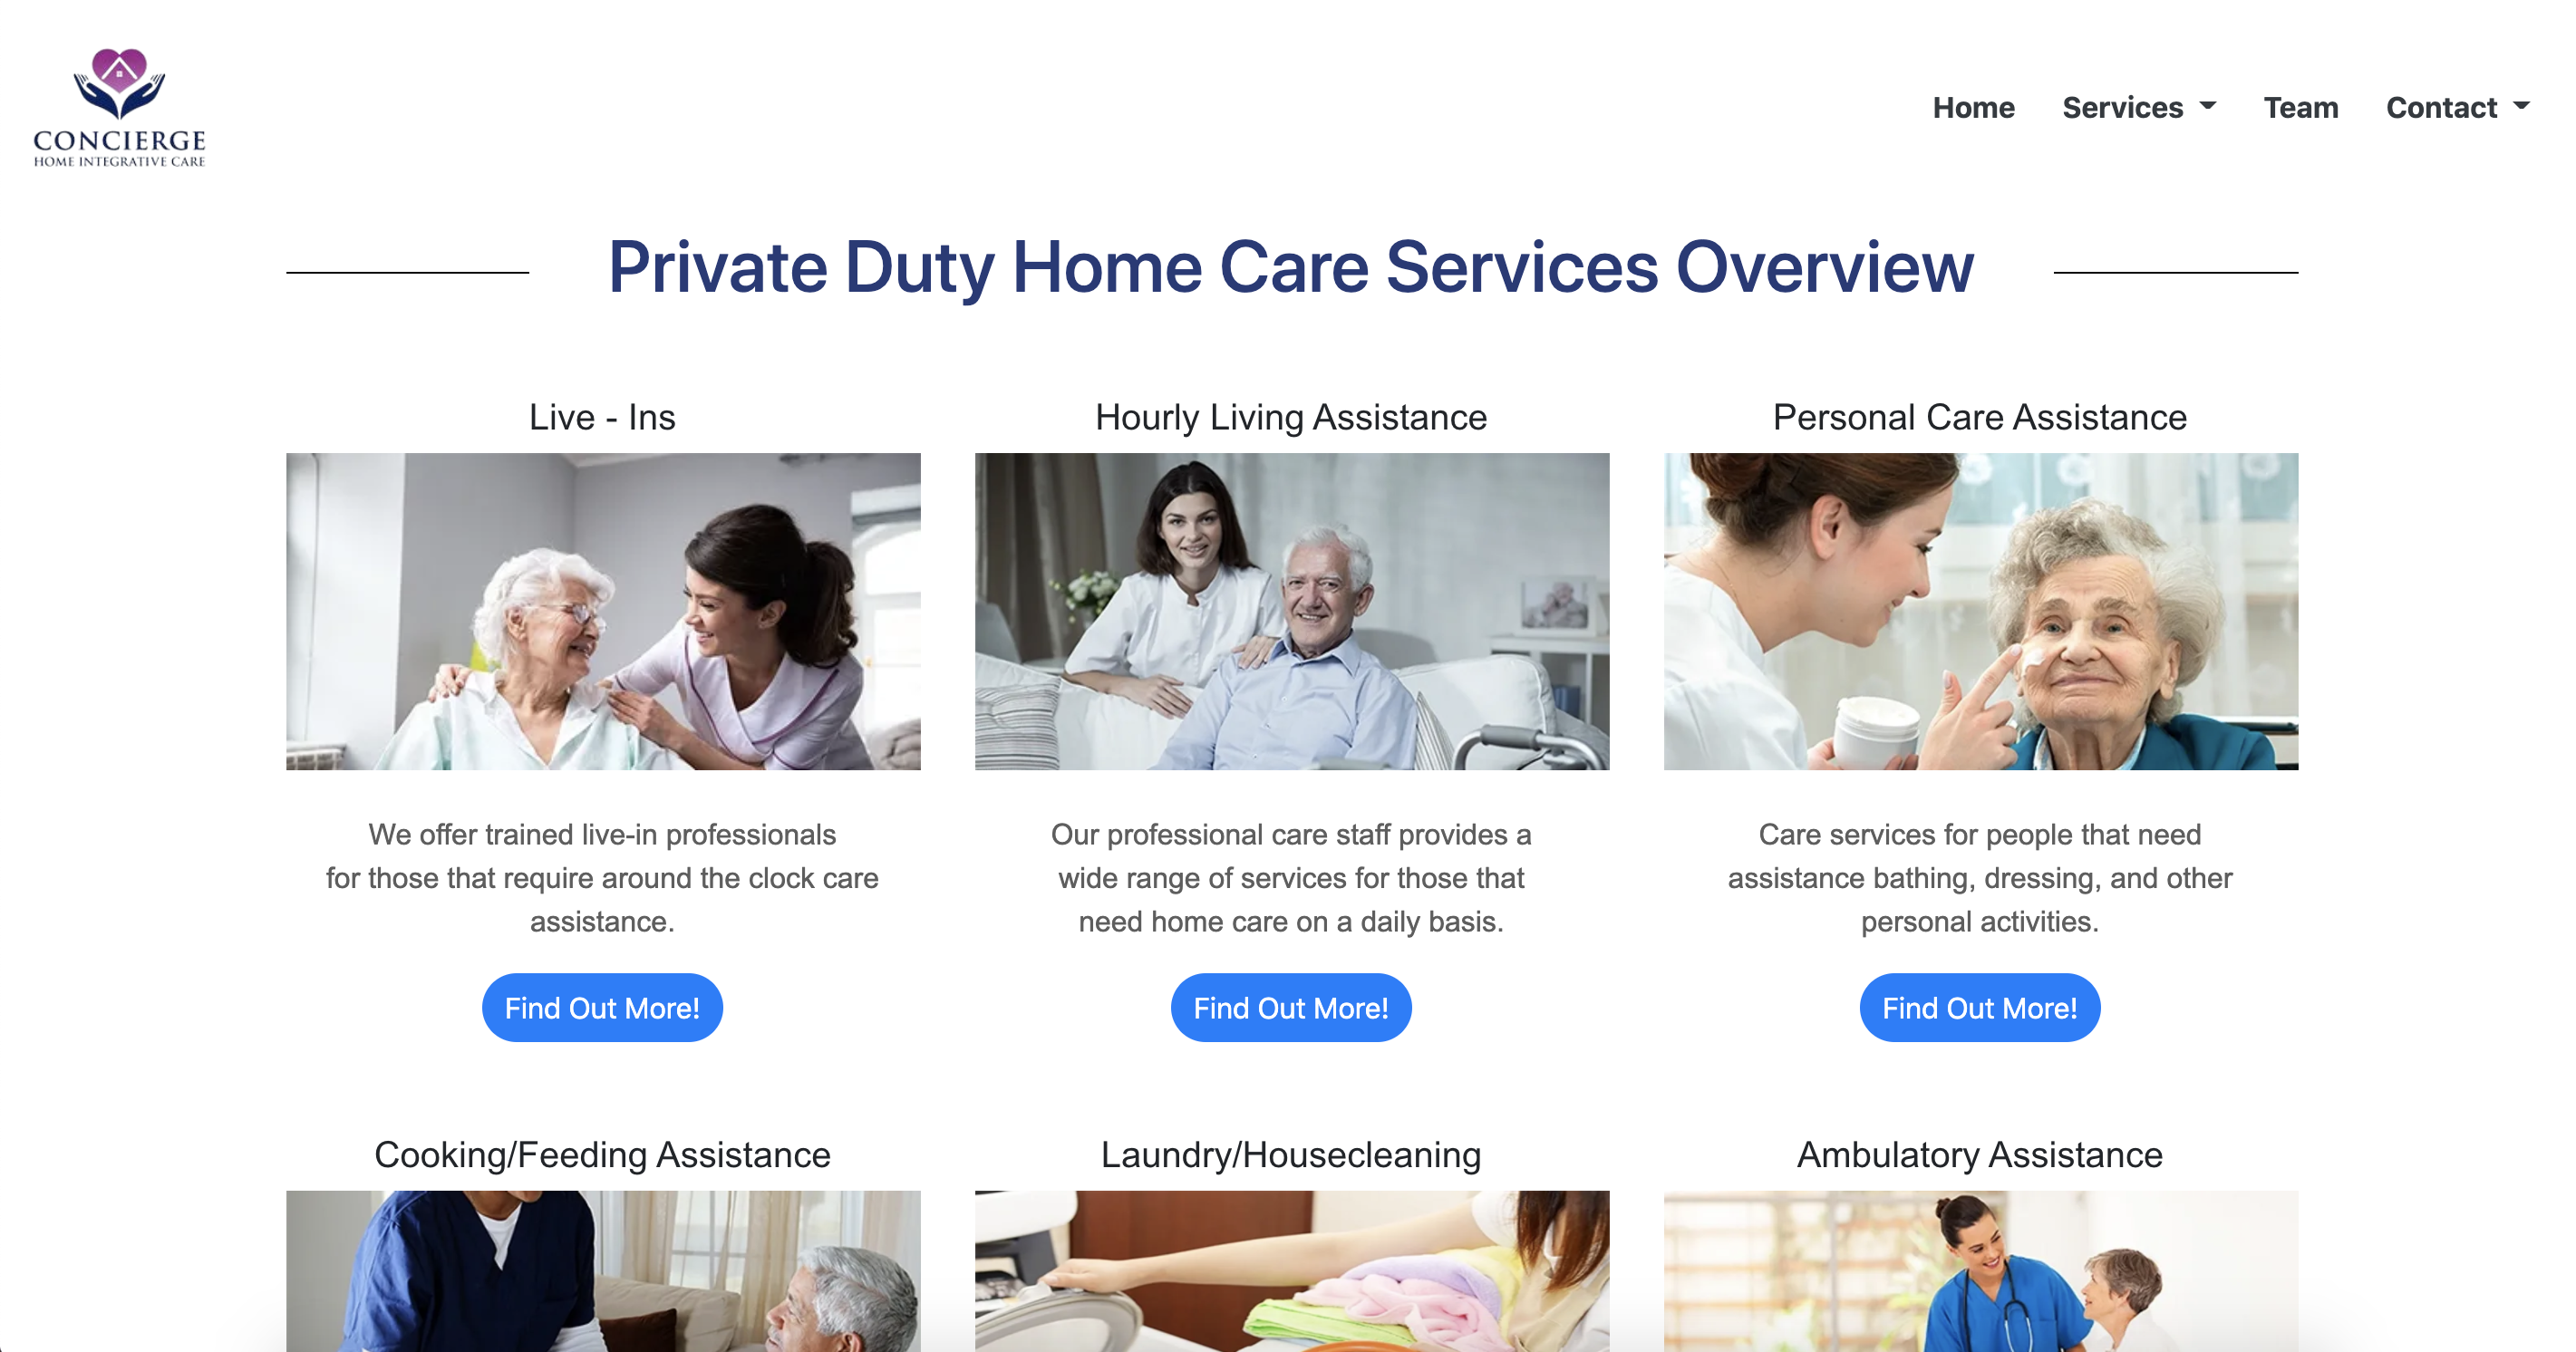 CONCIERGE
HOME INTEGRATIVE CARE
Home Services Team Contact
Private Duty Home Care Services Overview
Live - Ins
We offer trained live-in professionals
for those that require around the clock care
assistance.
Find Out More!
Hourly Living Assistance
Our professional care staff provides a
wide range of services for those that
need home care on a daily basis.
Find Out More!
Personal Care Assistance
Care services for people that need
assistance bathing, dressing, and other
personal activities.
Find Out More!
Cooking/Feeding Assistance
Laundry/Housecleaning
Ambulatory Assistance